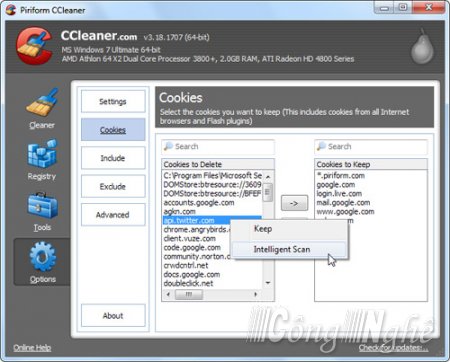 Piriform CCleaner
CCleaner.com v3.18.1707 (64-bit)
MS Windows 7 Ultimate 64-bit
AMD Athlon 64 X2 Dual Core Processor 3800+, 2.0GB RAM, ATI Radeon HD 4800 Series
Cleaner
Registry
Tools
Options
Settings
Cookies
Include
Exclude
Advanced
About
Cookies
Select the cookies you want to keep (This includes cookies from all Internet
browsers and Flash plugins)
Search
Cookies to Delete
C:\Program Files\Microsoft Se
DOMStore:btresource://3609
DOMStore:btresource://BFEF
accounts.google.com
agkn.com
api.twitter.com
chrome.angrybirds.c
client.vuze.com
code.google.com
community.norton.c
crwdcntrl.net
docs.google.com
doubleclick.net
->
Search
Cookies to Keep
*.piriform.com
google.com
login.live.com
mail.google.com
www.google.com
Keep
Intelligent Scan
Công Nghệ
Online Help
Check for updates...